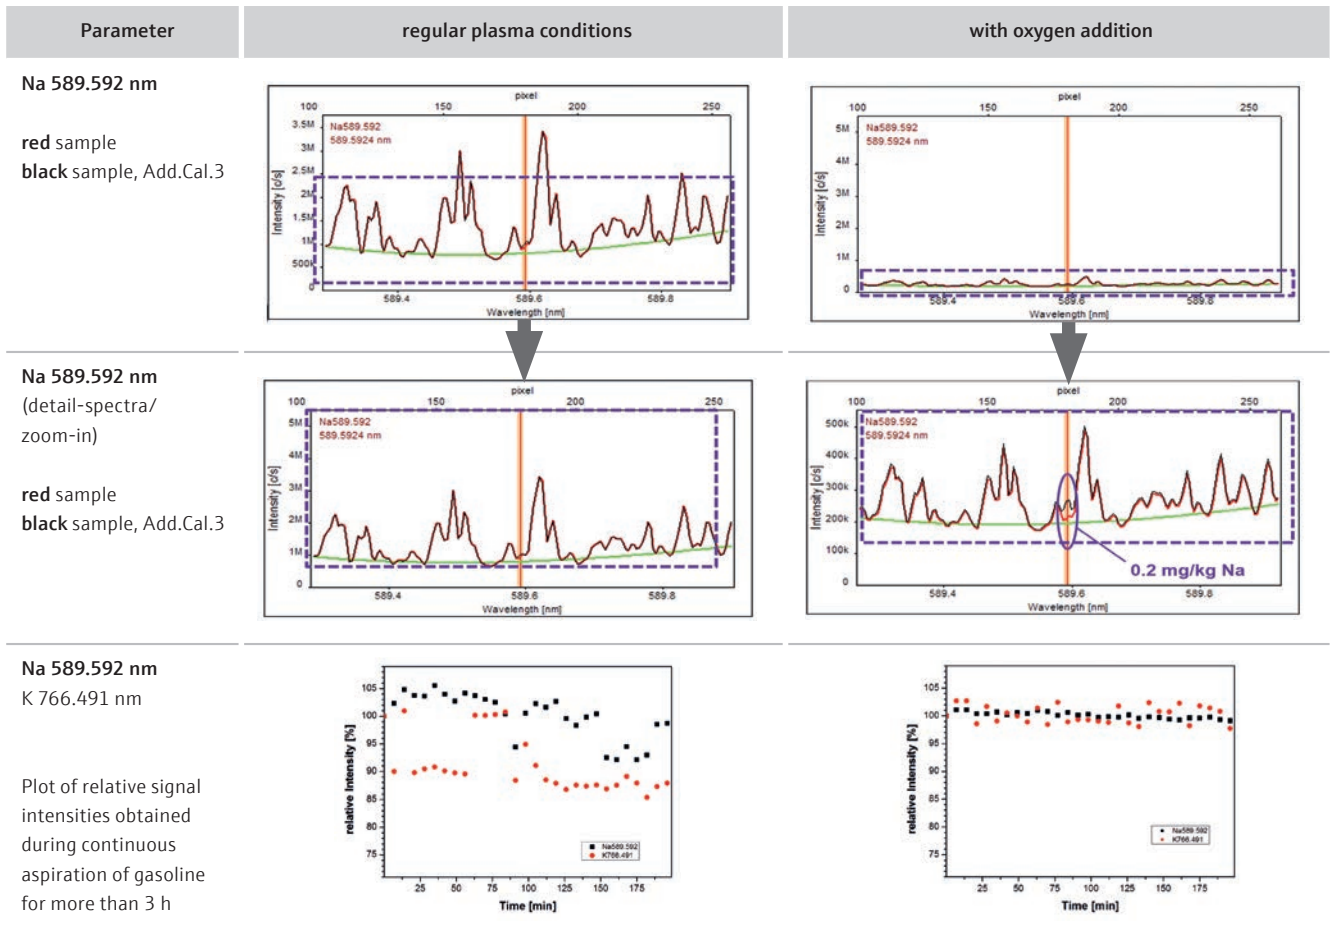 Parameter
regular plasma conditions
with oxygen addition
Na 589.592 nm
red sample
black sample, Add.Cal.3
pixel
100 150 200 250
Na589.592
589.5924 nm
Intensity [c/s]
3.5M
3M
2.5M
2M
1.5M
1M
500k
0
589.4 589.6 589.8
Wavelength [nm]
pixel
100 150 200 250
Na589.592
589.5924 nm
Intensity [c/s]
5M
4M
3M
2M
1M
0
589.4 589.6 589.8
Wavelength [nm]
Na 589.592 nm
(detail-spectra/
zoom-in)
red sample
black sample, Add.Cal.3
pixel
100 150 200 250
Na589.592
589.5924 nm
Intensity [c/s]
5M
4M
3M
2M
1M
0
589.4 589.6 589.8
Wavelength [nm]
pixel
100 150 200 250
Na589.592
589.5924 nm
Intensity [c/s]
500k
400k
300k
200k
100k
0
0.2 mg/kg Na
589.4 589.6 589.8
Wavelength [nm]
Na 589.592 nm
K 766.491 nm
Plot of relative signal
intensities obtained
during continuous
aspiration of gasoline
for more than 3 h
relative Intensity [%]
105
100
95
90
85
80
75
Na589.592
K766.491
25 50 75 100 125 150 175
Time [min]
relative Intensity [%]
105
100
95
90
85
80
75
Na589.592
K766.491
25 50 75 100 125 150 175
Time [min]